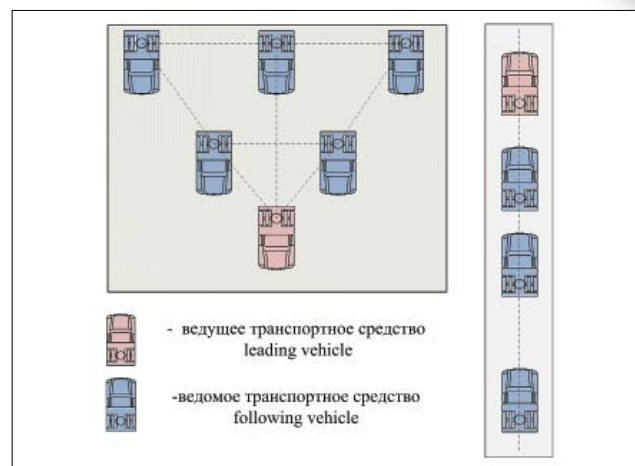 - ведущее транспортное средство
leading vehicle
-ведомое транспортное средство
following vehicle